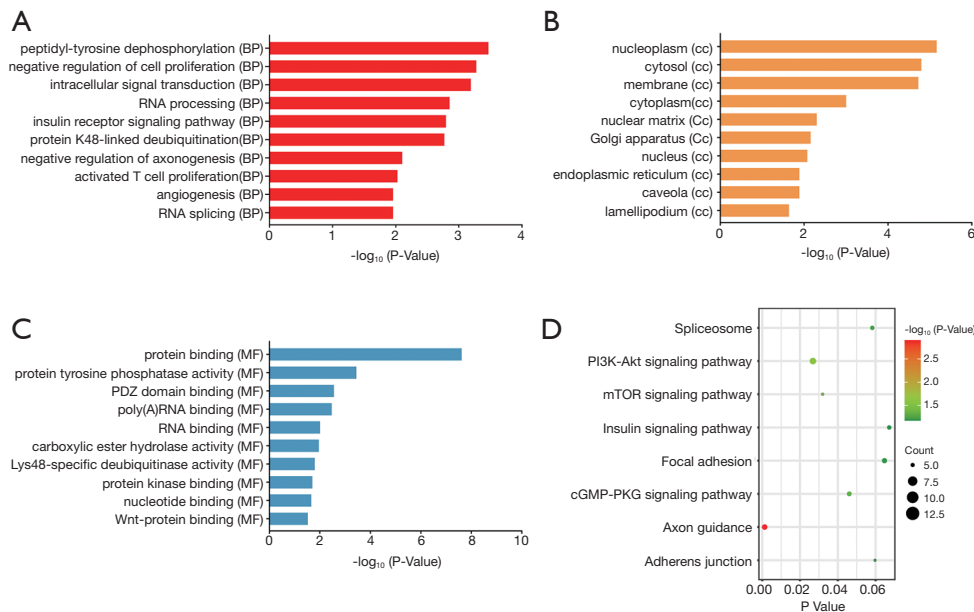 A
peptidyl-tyrosine dephosphorylation (BP)
negative regulation of cell proliferation (BP)
intracellular signal transduction (BP)
RNA processing (BP)
insulin receptor signaling pathway (BP)
protein K48-linked deubiquitination(BP)
negative regulation of axonogenesis (BP)
activated T cell proliferation(BP)
angiogenesis (BP)
RNA splicing (BP)
0 1 2 3 4
-log10 (P-Value)
B
nucleoplasm (cc)
cytosol (cc)
membrane (cc)
cytoplasm(cc)
nuclear matrix (Cc)
Golgi apparatus (Cc)
nucleus (cc)
endoplasmic reticulum (cc)
caveola (cc)
lamellipodium (cc)
0 2 4 6
-log10 (P-Value)
C
protein binding (MF)
protein tyrosine phosphatase activity (MF)
PDZ domain binding (MF)
poly(A)RNA binding (MF)
RNA binding (MF)
carboxylic ester hydrolase activity (MF)
Lys48-specific deubiquitinase activity (MF)
protein kinase binding (MF)
nucleotide binding (MF)
Wnt-protein binding (MF)
0 2 4 6 8 10
-log10 (P-Value)
D
Spliceosome
PI3K-Akt signaling pathway
mTOR signaling pathway
Insulin signaling pathway
Focal adhesion
cGMP-PKG signaling pathway
Axon guidance
Adherens junction
0.00 0.02 0.04 0.06
P Value
-log10 (P-Value)
2.5
2.0
1.5
Count
5.0
7.5
10.0
12.5